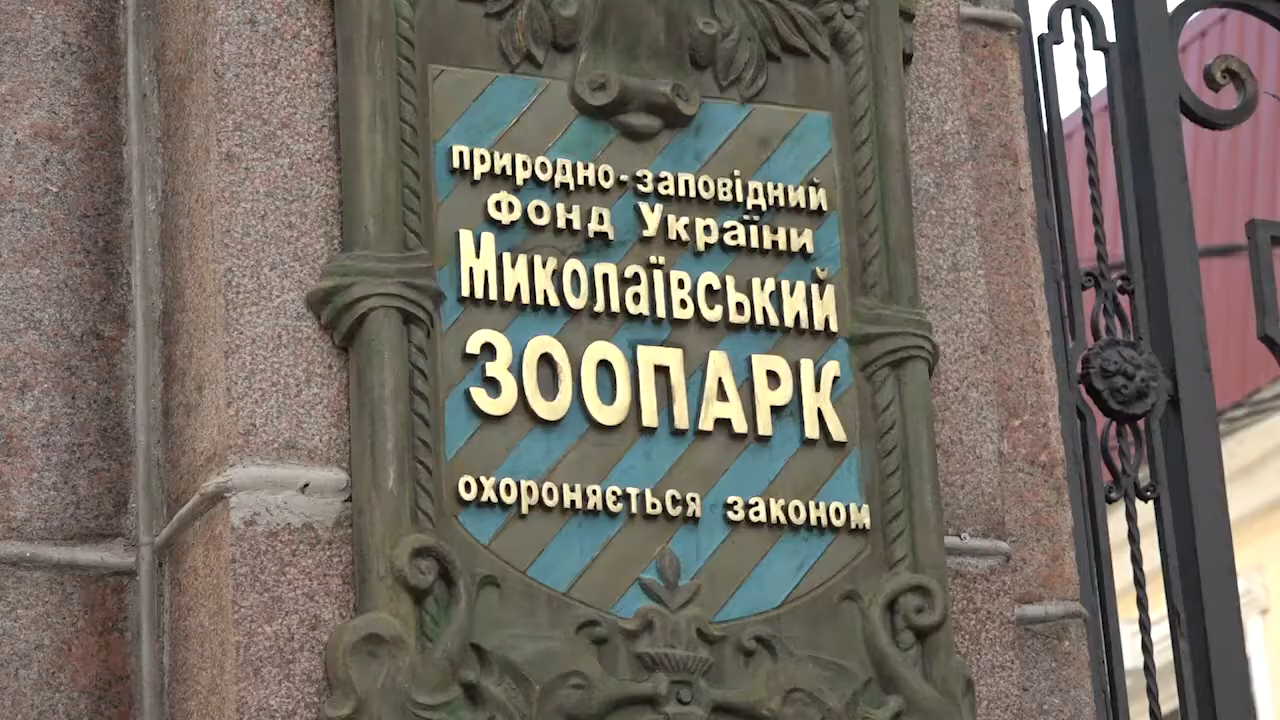 природно-заповідний
Фонд України
Миколаївський
ЗООПАРК
охороняється законом